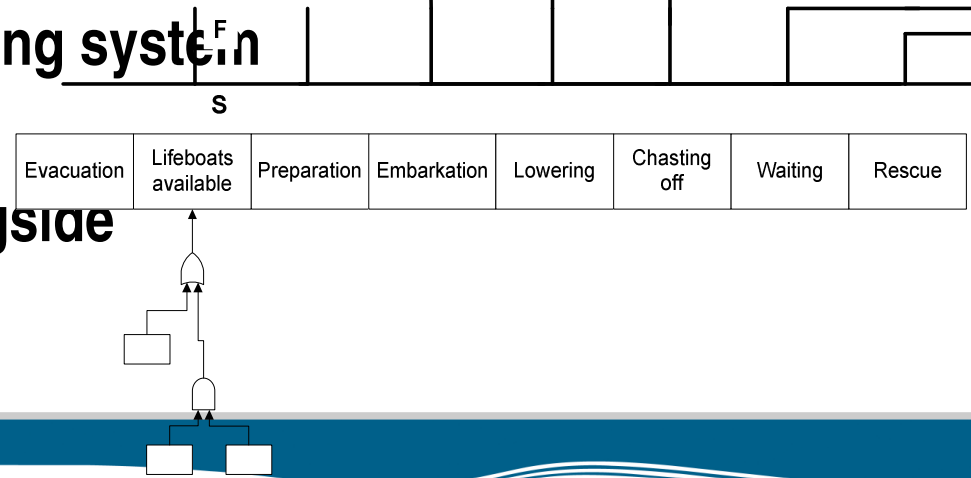 ng system
F
S
Evacuation
Lifeboats
available
Preparation
Embarkation
Lowering
Chasting
off
Waiting
Rescue
gside